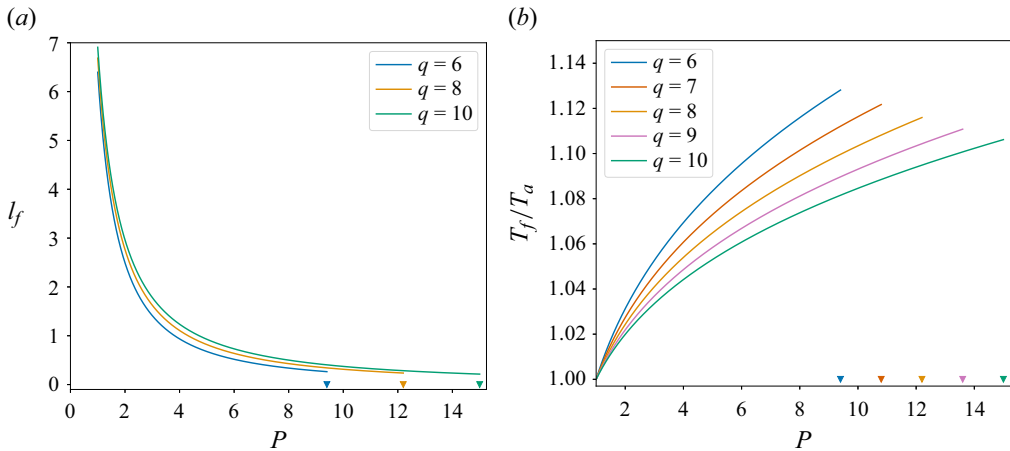 (a)
7
6
5
4
3
2
1
0
l_f
0 2 4 6 8 10 12 14
P
q = 6
q = 8
q = 10
(b)
1.14
1.12
1.10
1.08
1.06
1.04
1.02
1.00
T_f/T_a
2 4 6 8 10 12 14
P
q = 6
q = 7
q = 8
q = 9
q = 10